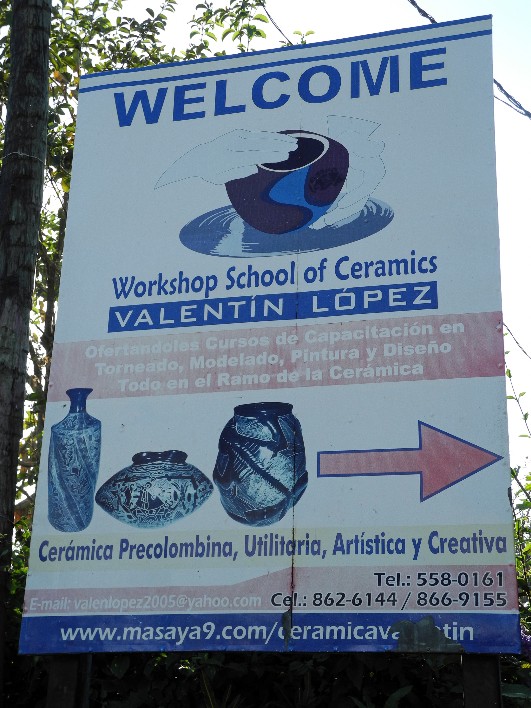 WELCOME
Workshop School of Ceramics
VALENTÍN LÓPEZ
Ofertandoles Cursos de Capacitación en
Torneado, Modelado, Pintura y Diseño
Todo en el Ramo de la Cerámica
Cerámica Precolombina, Utilitaria, Artística y Creativa
Tel.: 558-0161
E-mail: valenlopez2005@yahoo.com Cel.: 862-6144 / 866-9155